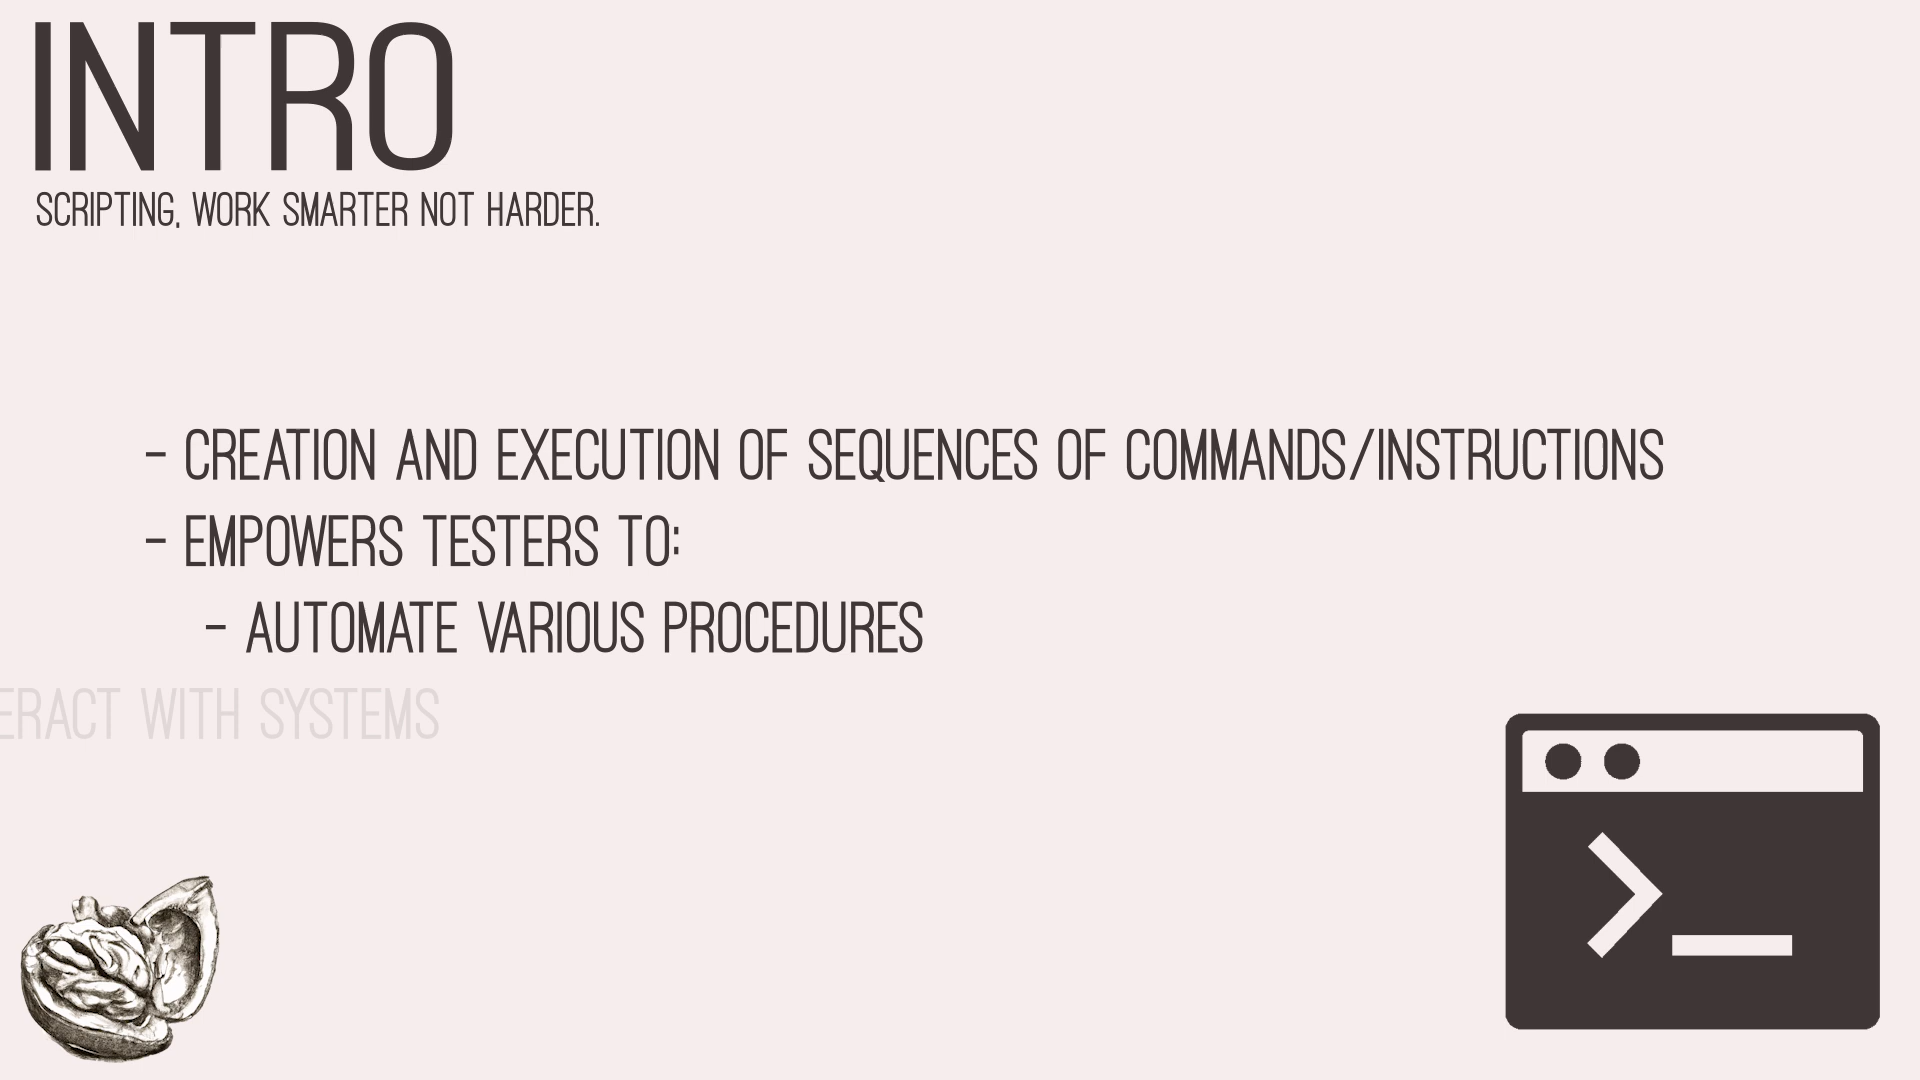 INTRO
SCRIPTING, WORK SMARTER NOT HARDER.
- CREATION AND EXECUTION OF SEQUENCES OF COMMANDS/INSTRUCTIONS
- EMPOWERS TESTERS TO:
- AUTOMATE VARIOUS PROCEDURES
WITH SYSTEMS
>_